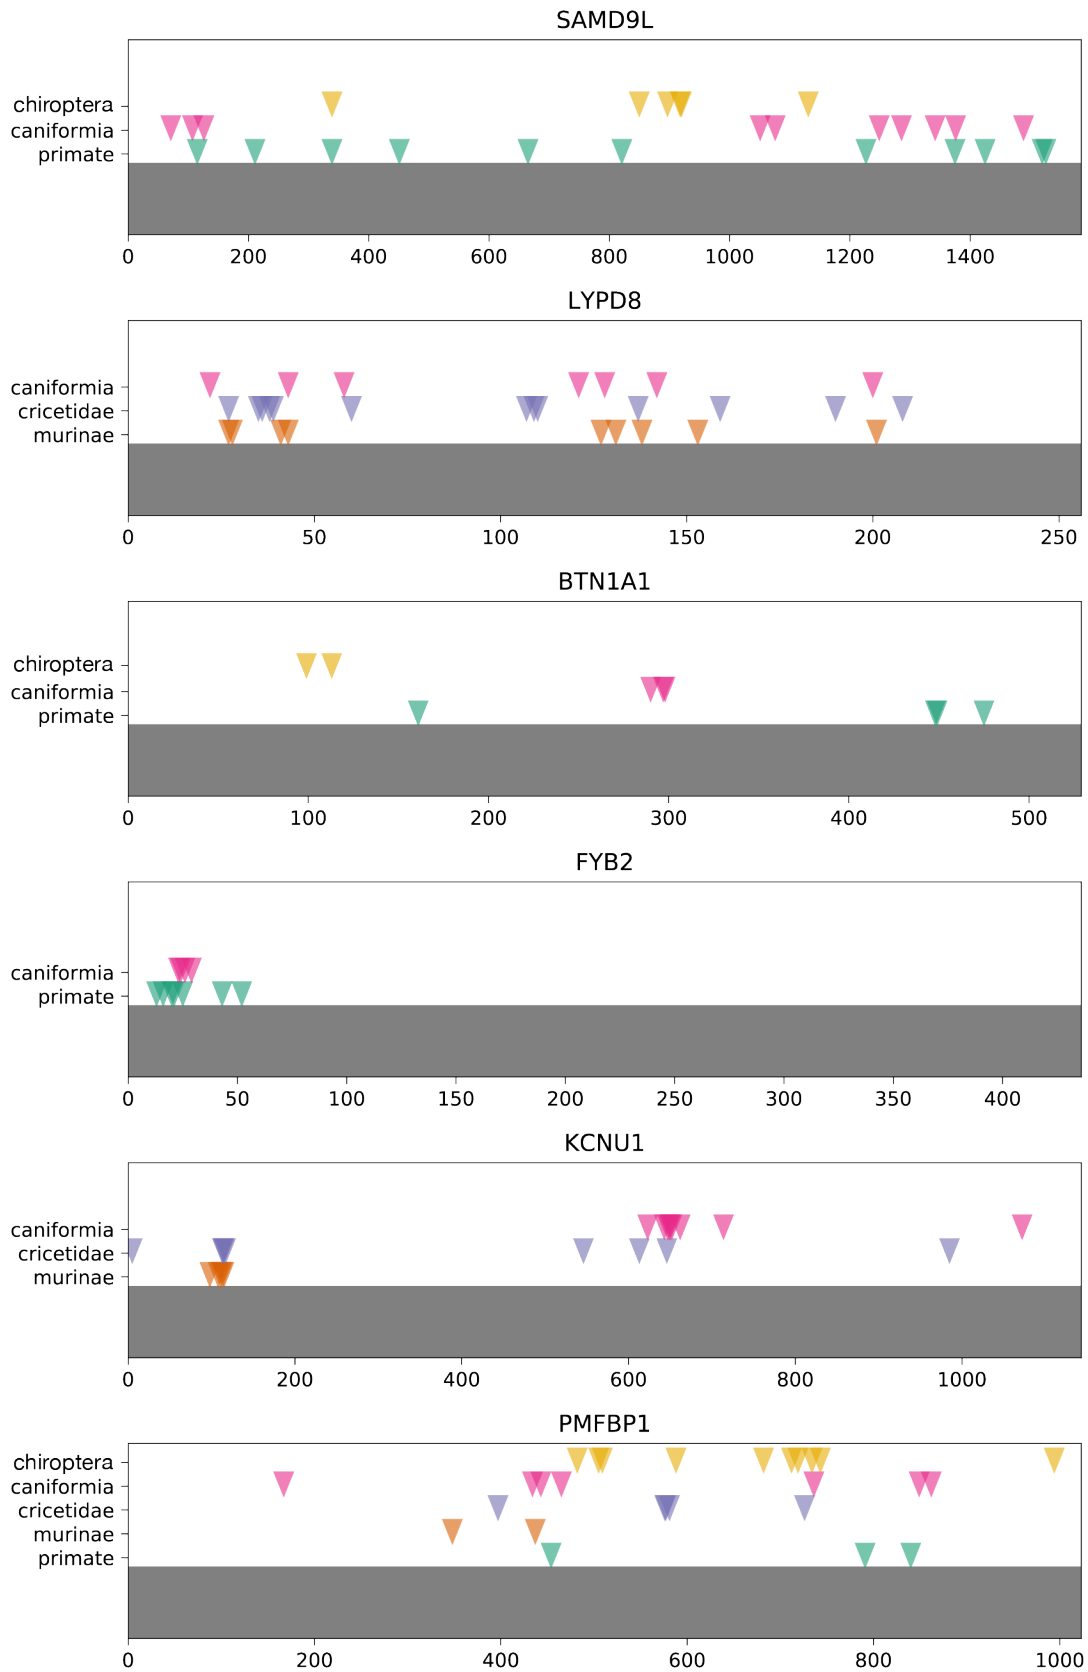 SAMD9L
chiroptera
caniformia
primate
0 200 400 600 800 1000 1200 1400
LYPD8
caniformia
cricetidae
murinae
0 50 100 150 200 250
BTN1A1
chiroptera
caniformia
primate
0 100 200 300 400 500
FYB2
caniformia
primate
0 50 100 150 200 250 300 350 400
KCNU1
caniformia
cricetidae
murinae
0 200 400 600 800 1000
PMFBP1
chiroptera
caniformia
cricetidae
murinae
primate
0 200 400 600 800 1000